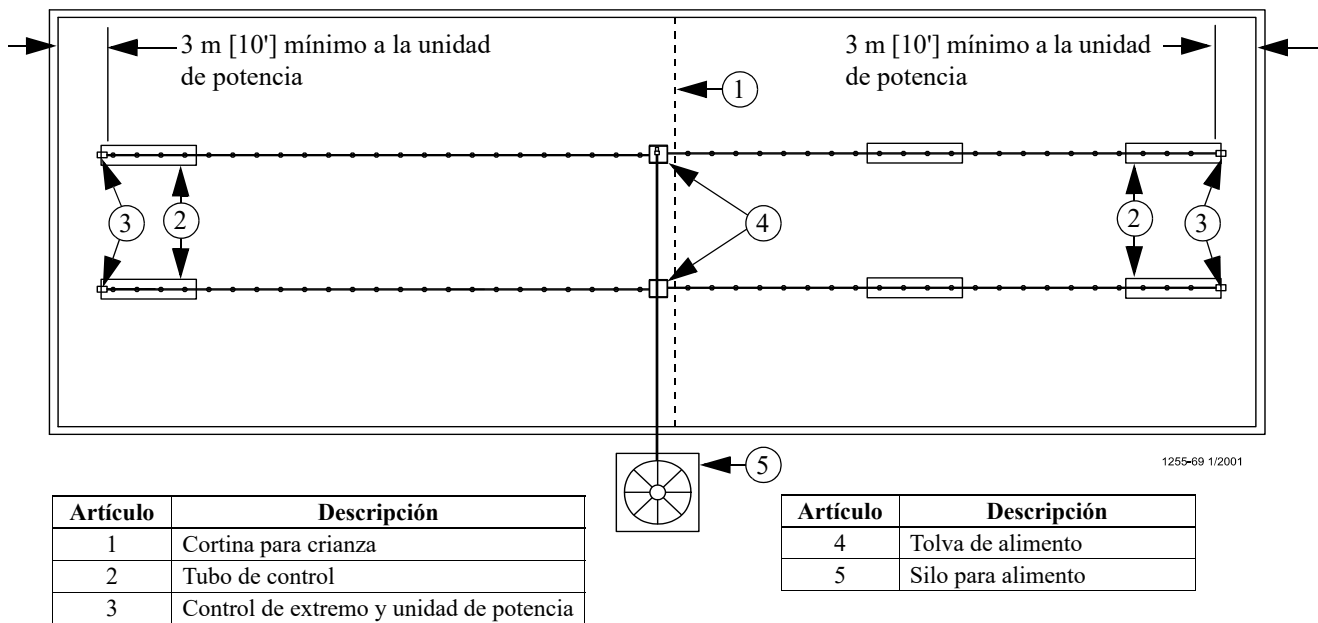 3 m [10'] mínimo a la unidad
de potencia
3 m [10'] mínimo a la unidad
de potencia
1
3
2
4
2
3
5
1255-69 1/2001
Artículo Descripción
1 Cortina para crianza
2 Tubo de control
3 Control de extremo y unidad de potencia
Artículo Descripción
4 Tolva de alimento
5 Silo para alimento